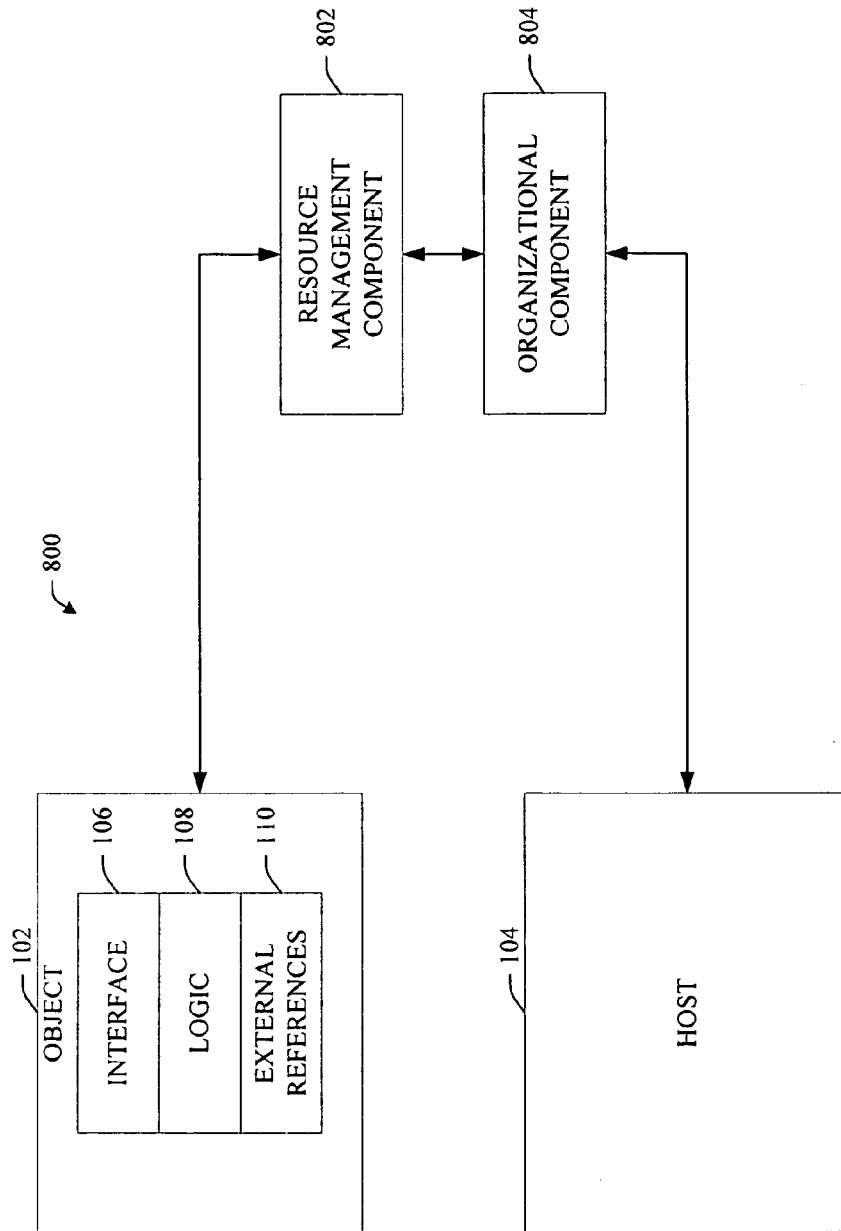 800
102
OBJECT
INTERFACE
106
LOGIC
108
EXTERNAL
REFERENCES
110
RESOURCE
MANAGEMENT
COMPONENT
802
ORGANIZATIONAL
COMPONENT
804
104
HOST